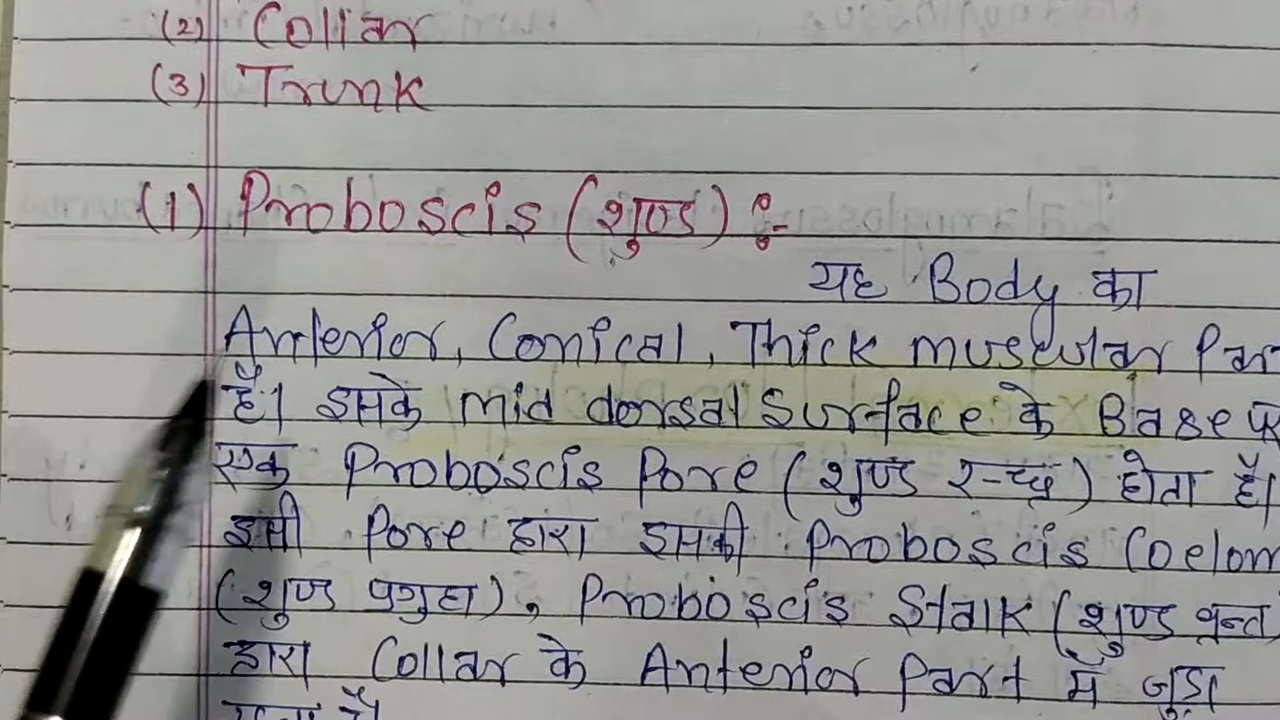 (2) Collar
(3) Trunk
(1) Proboscis (शुण्ड) :-
यह Body का
Anterior, Conical, Thick muscular Par
हैं। इसके mid dorsal Surface के Base पर
एक Proboscis Pore (शुण्ड रन्ध्र) होता है।
इसी Pore द्वारा इसकी Proboscis Coelom
(शुण्ड प्रगुहा), Proboscis Stalk (शुण्ड वृन्त)
द्वारा Collar के Anterior Part में जुड़ा